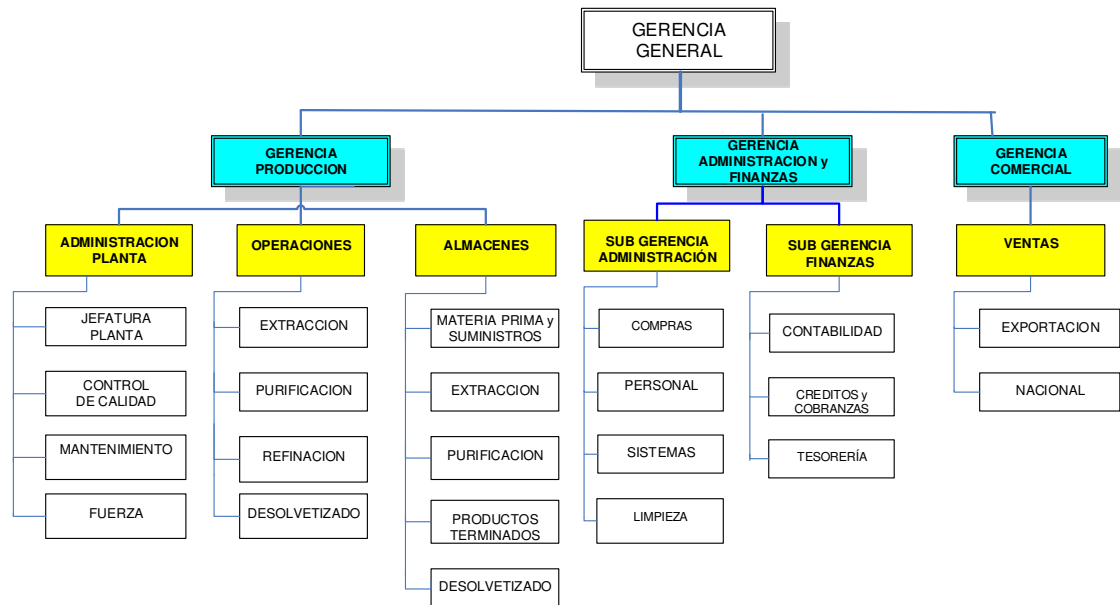 GERENCIA
GENERAL
GERENCIA
PRODUCCION
GERENCIA
ADMINISTRACION y
FINANZAS
GERENCIA
COMERCIAL
ADMINISTRACION
PLANTA
OPERACIONES
ALMACENES
SUB GERENCIA
ADMINISTRACIÓN
SUB GERENCIA
FINANZAS
VENTAS
JEFATURA
PLANTA
CONTROL
DE CALIDAD
MANTENIMIENTO
FUERZA
EXTRACCION
PURIFICACION
REFINACION
DESOLVETIZADO
MATERIA PRIMA y
SUMINISTROS
EXTRACCION
PURIFICACION
PRODUCTOS
TERMINADOS
DESOLVETIZADO
COMPRAS
PERSONAL
SISTEMAS
LIMPIEZA
CONTABILIDAD
CREDITOS y
COBRANZAS
TESORERÍA
EXPORTACION
NACIONAL